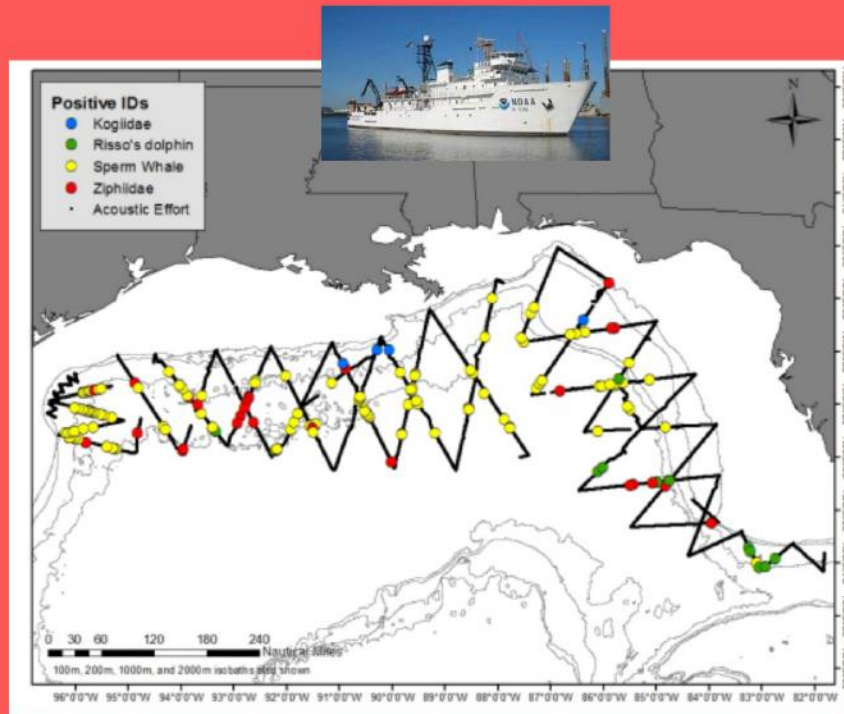 NOAA
N
Positive IDs
Kogiidae
Risso's dolphin
Sperm Whale
Ziphiidae
Acoustic Effort
0 30 60 120 180 240
Nautical Miles
100m, 200m, 1000m, and 2000m isobaths also shown
96°0'0"W 95°0'0"W 94°0'0"W 93°0'0"W 92°0'0"W 91°0'0"W 90°0'0"W 89°0'0"W 88°0'0"W 87°0'0"W 86°0'0"W 85°0'0"W 84°0'0"W 83°0'0"W 82°0'0"W